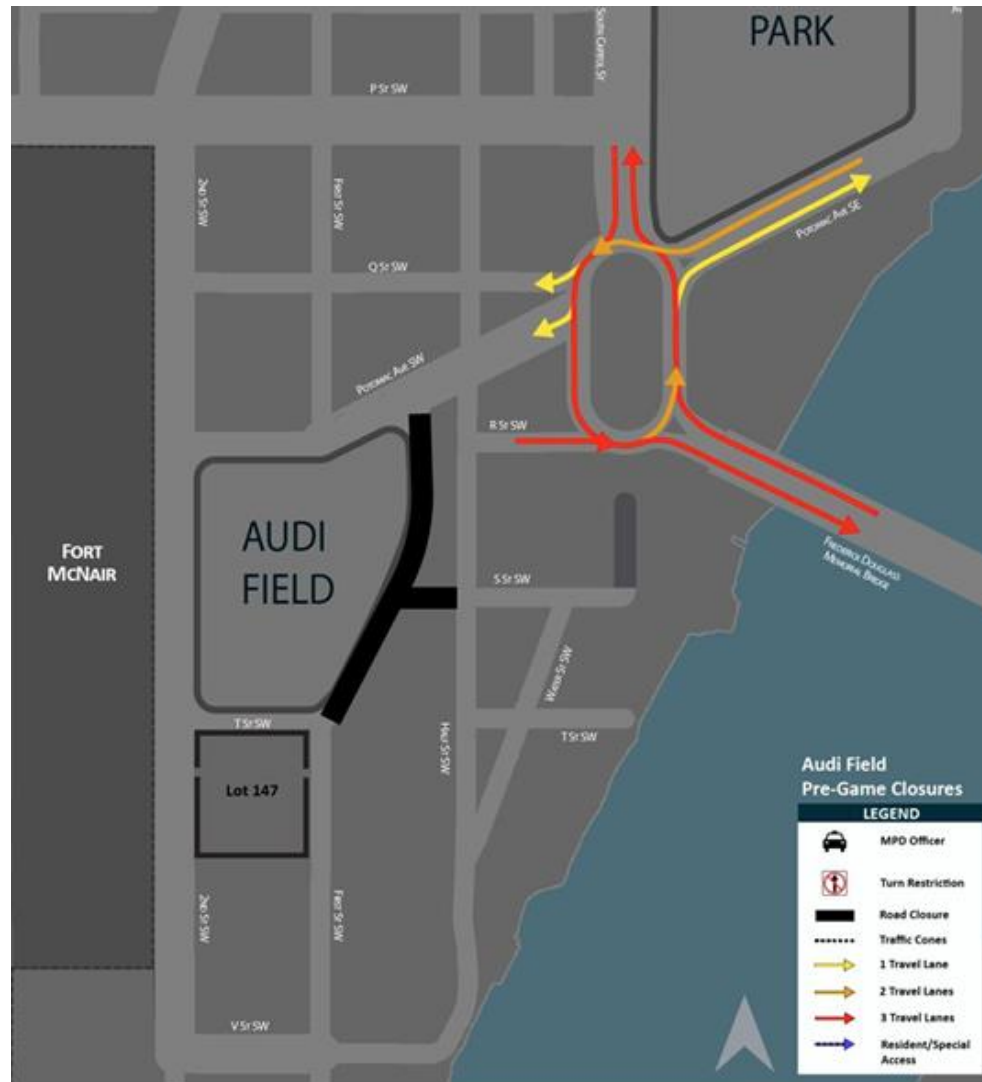 PARK
SOUTH CAPITOL ST
P ST SW
2ND ST SW
FIRST ST SW
POTOMAC AVE SE
Q ST SW
POTOMAC AVE SW
R ST SW
AUDI
FIELD
FORT
MCNAIR
FREDERICK DOUGLASS
MEMORIAL BRIDGE
S ST SW
WATER ST SW
T ST SW
T ST SW
HALF ST SW
Lot 147
2ND ST SW
FIRST ST SW
V ST SW
Audi Field
Pre-Game Closures
LEGEND
MPD Officer
Turn Restriction
Road Closure
Traffic Cones
1 Travel Lane
2 Travel Lanes
3 Travel Lanes
Resident/Special
Access